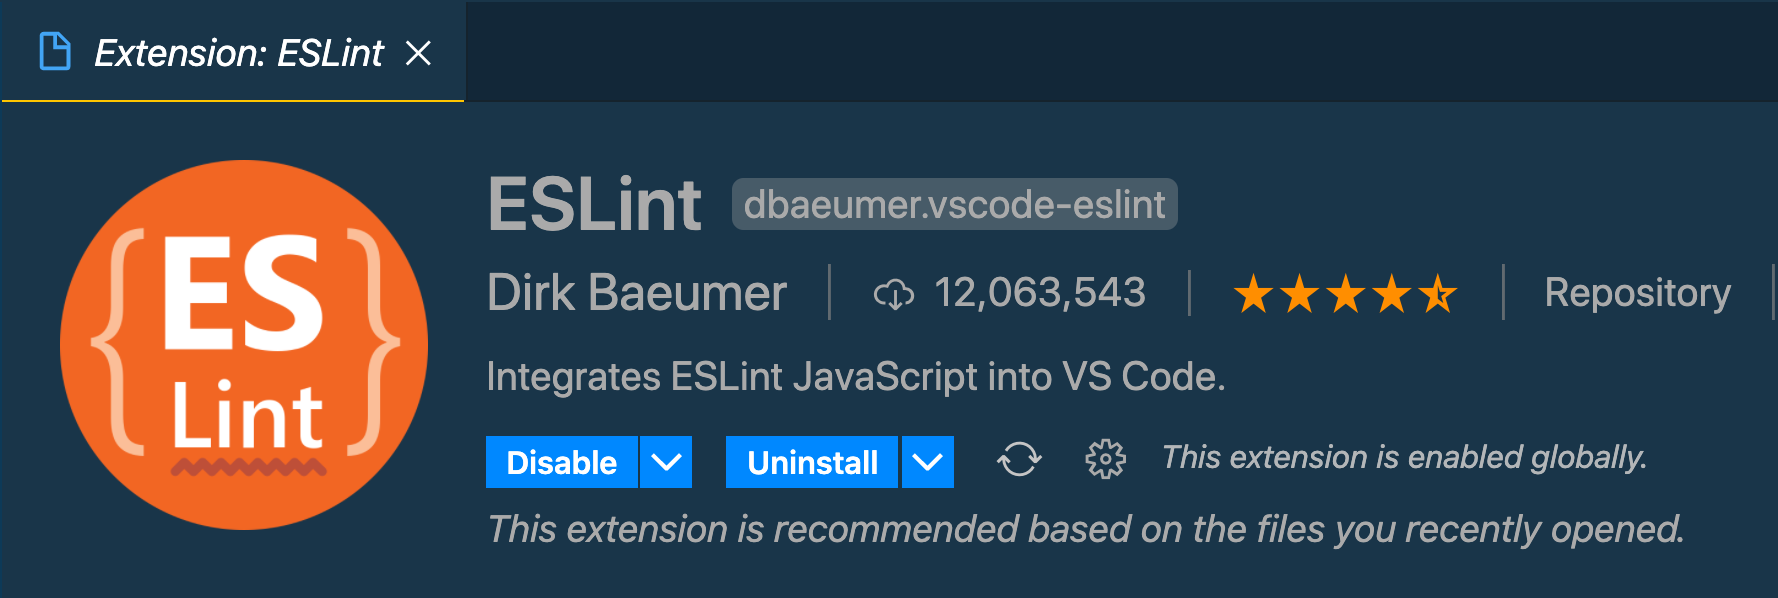 Extension: ESLint
ES
Lint
ESLint dbaeumer.vscode-eslint
Dirk Baeumer 12,063,543 Repository
Integrates ESLint JavaScript into VS Code.
Disable Uninstall This extension is enabled globally.
This extension is recommended based on the files you recently opened.